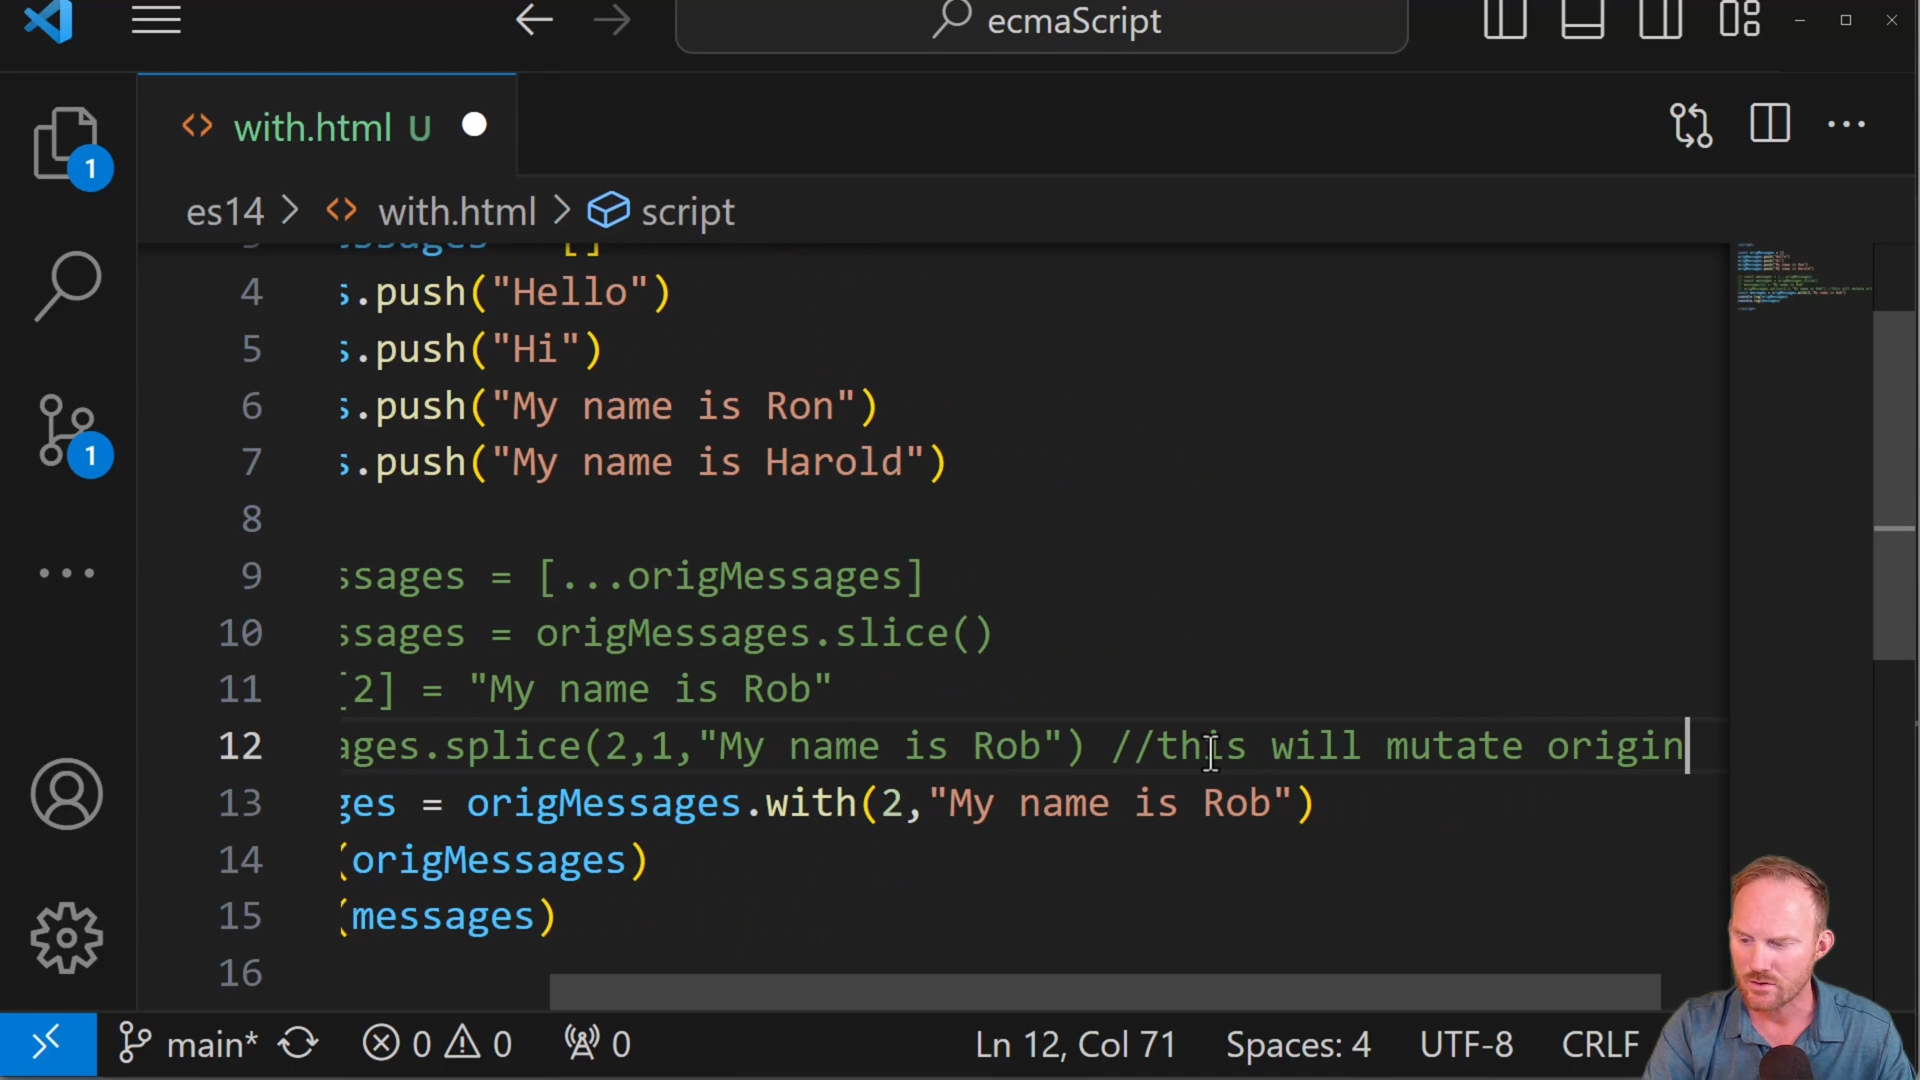 ecmaScript
with.html U
1
es14 > with.html > script
[]
4 s.push("Hello")
5 s.push("Hi")
6 s.push("My name is Ron")
7 s.push("My name is Harold")
8
9 ssages = [...origMessages]
10 ssages = origMessages.slice()
11 [2] = "My name is Rob"
12 ages.splice(2,1,"My name is Rob") //this will mutate origin
13 ges = origMessages.with(2,"My name is Rob")
14 (origMessages)
15 (messages)
16
1
main* 0 0 0 Ln 12, Col 71 Spaces: 4 UTF-8 CRLF